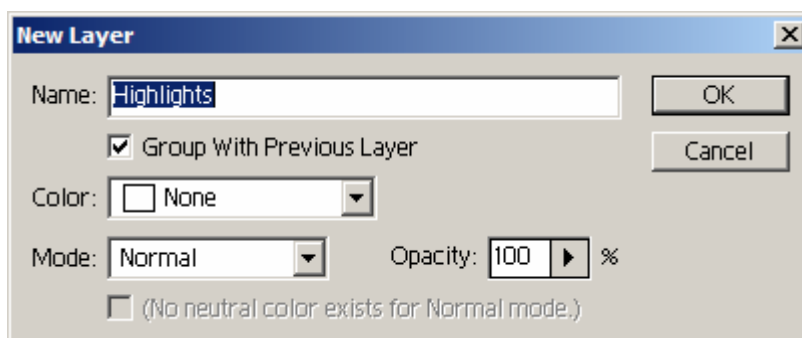 New Layer
Name: Highlights OK
Group With Previous Layer Cancel
Color: None
Mode: Normal Opacity: 100 %
(No neutral color exists for Normal mode.)